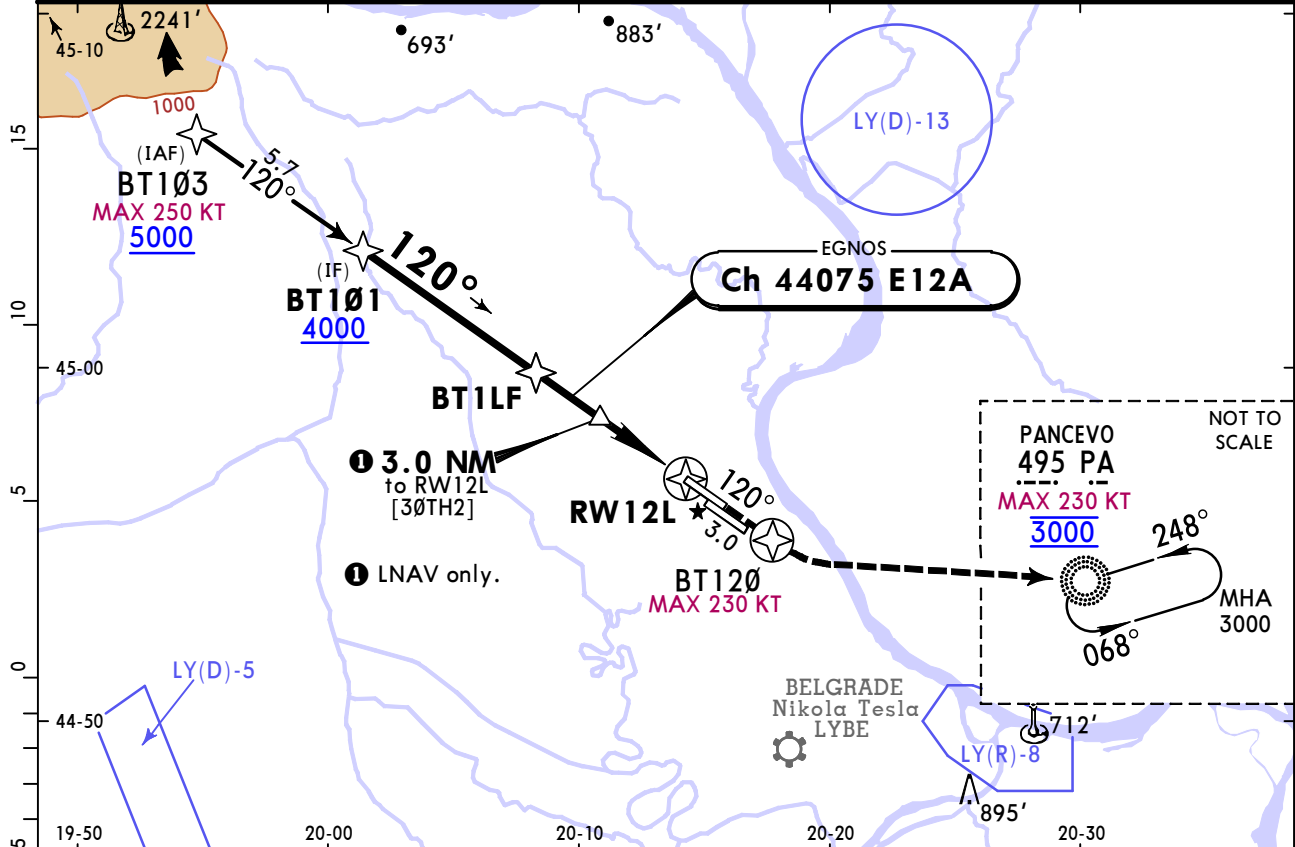 2241'
45-10
693'
883'
1000
LY(D)-13
15
(IAF)
BT1Ø3
MAX 250 KT
5000
5.7
120°
(IF)
BT1Ø1
4000
120°
EGNOS
Ch 44075 E12A
10
45-00
BT1LF
❶ 3.0 NM
to RW12L
[3ØTH2]
❶ LNAV only.
5
RW12L
120°
3.0
BT12Ø
MAX 230 KT
NOT TO
SCALE
PANCEVO
495 PA
MAX 230 KT
3000
248°
068°
MHA
3000
0
LY(D)-5
44-50
BELGRADE
Nikola Tesla
LYBE
712'
LY(R)-8
895'
5
19-50
20-00
20-10
20-20
20-30